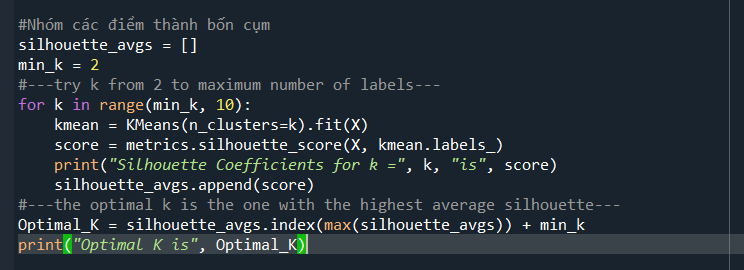 #Nhóm các điểm thành bốn cụm
silhouette_avgs = []
min_k = 2
#---try k from 2 to maximum number of labels---
for k in range(min_k, 10):
    kmean = KMeans(n_clusters=k).fit(X)
    score = metrics.silhouette_score(X, kmean.labels_)
    print("Silhouette Coefficients for k =", k, "is", score)
    silhouette_avgs.append(score)
#---the optimal k is the one with the highest average silhouette---
Optimal_K = silhouette_avgs.index(max(silhouette_avgs)) + min_k
print("Optimal K is", Optimal_K)